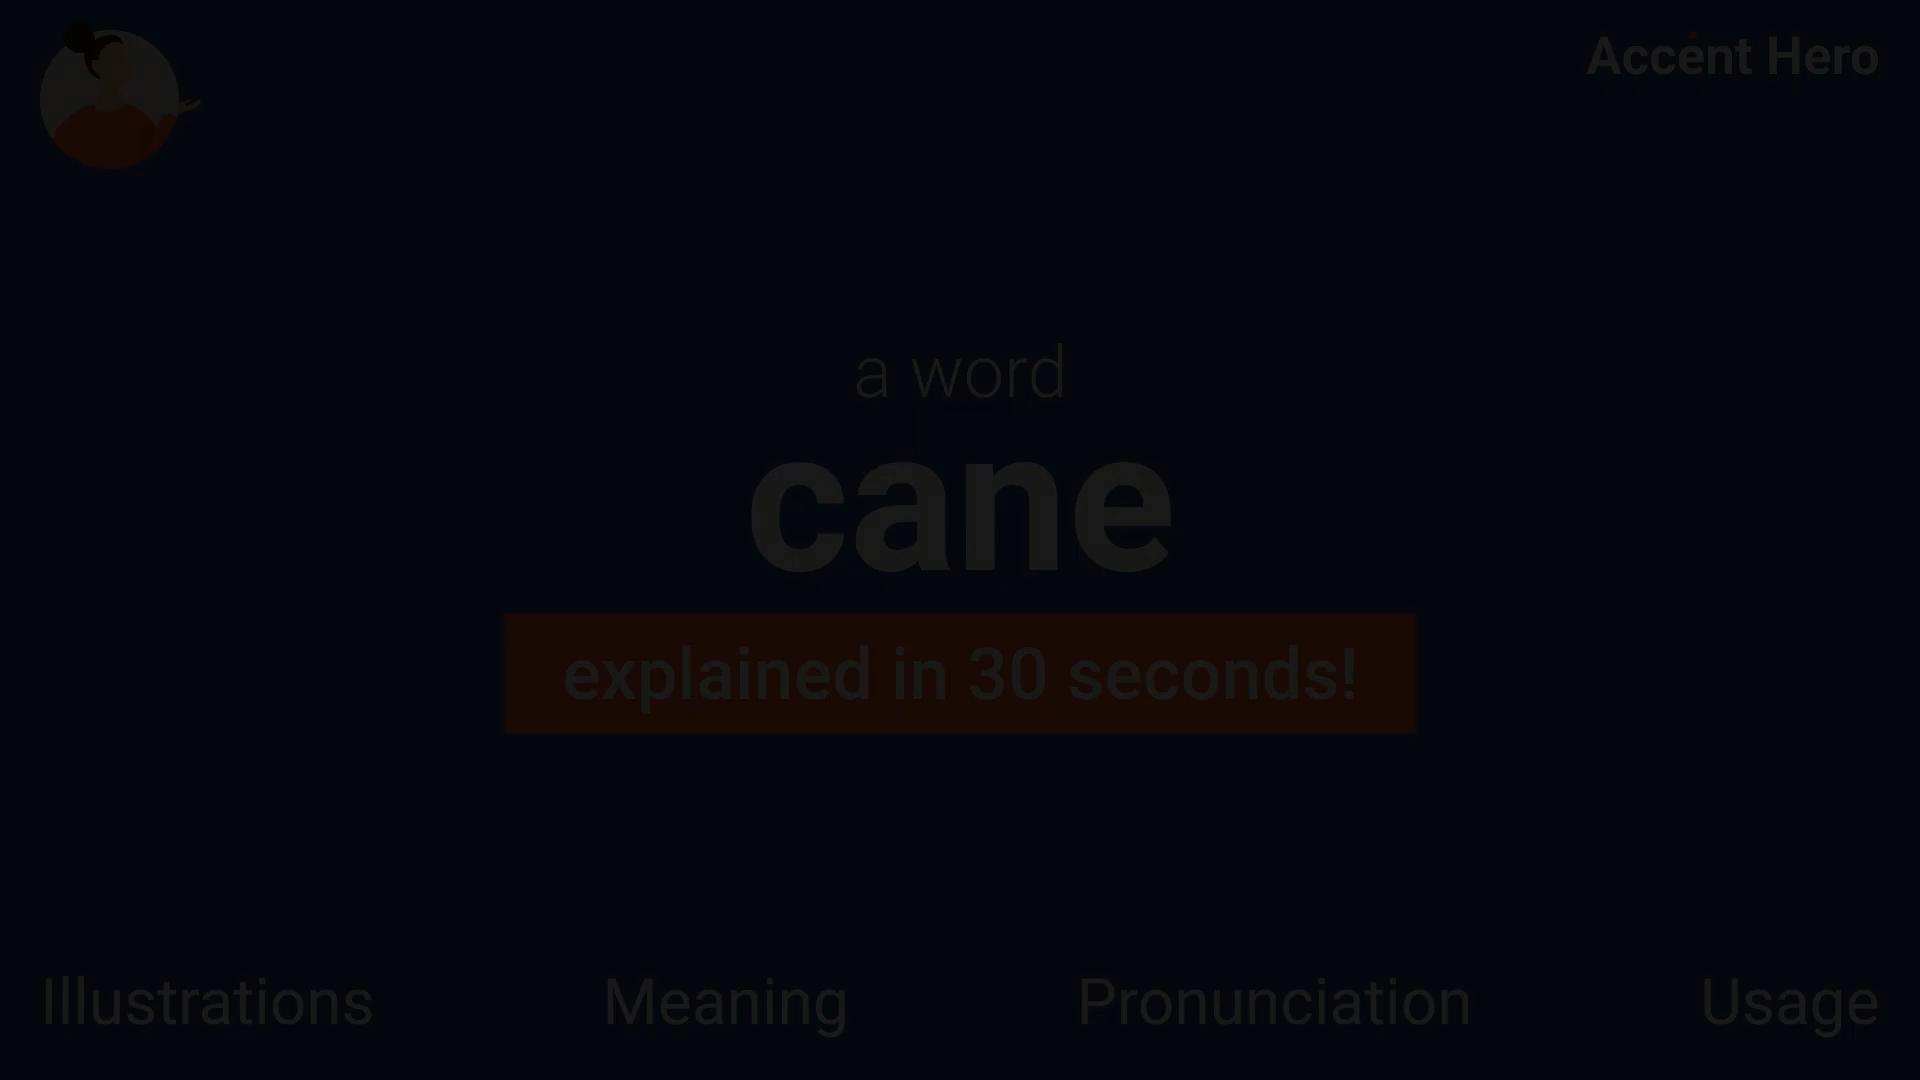 Accent Hero
a word
cane
explained in 30 seconds!
Illustrations
Meaning
Pronunciation
Usage